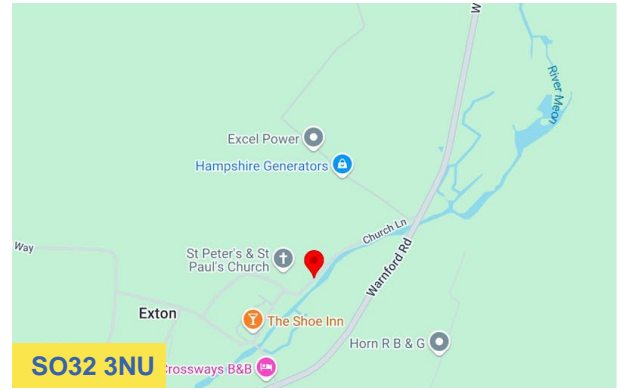 W
River Meon
Excel Power
Hampshire Generators
Church Ln
Way
St Peter's & St
Paul's Church
Warnford Rd
Exton
The Shoe Inn
Horn R B & G
SO32 3NU
Crossways B&B